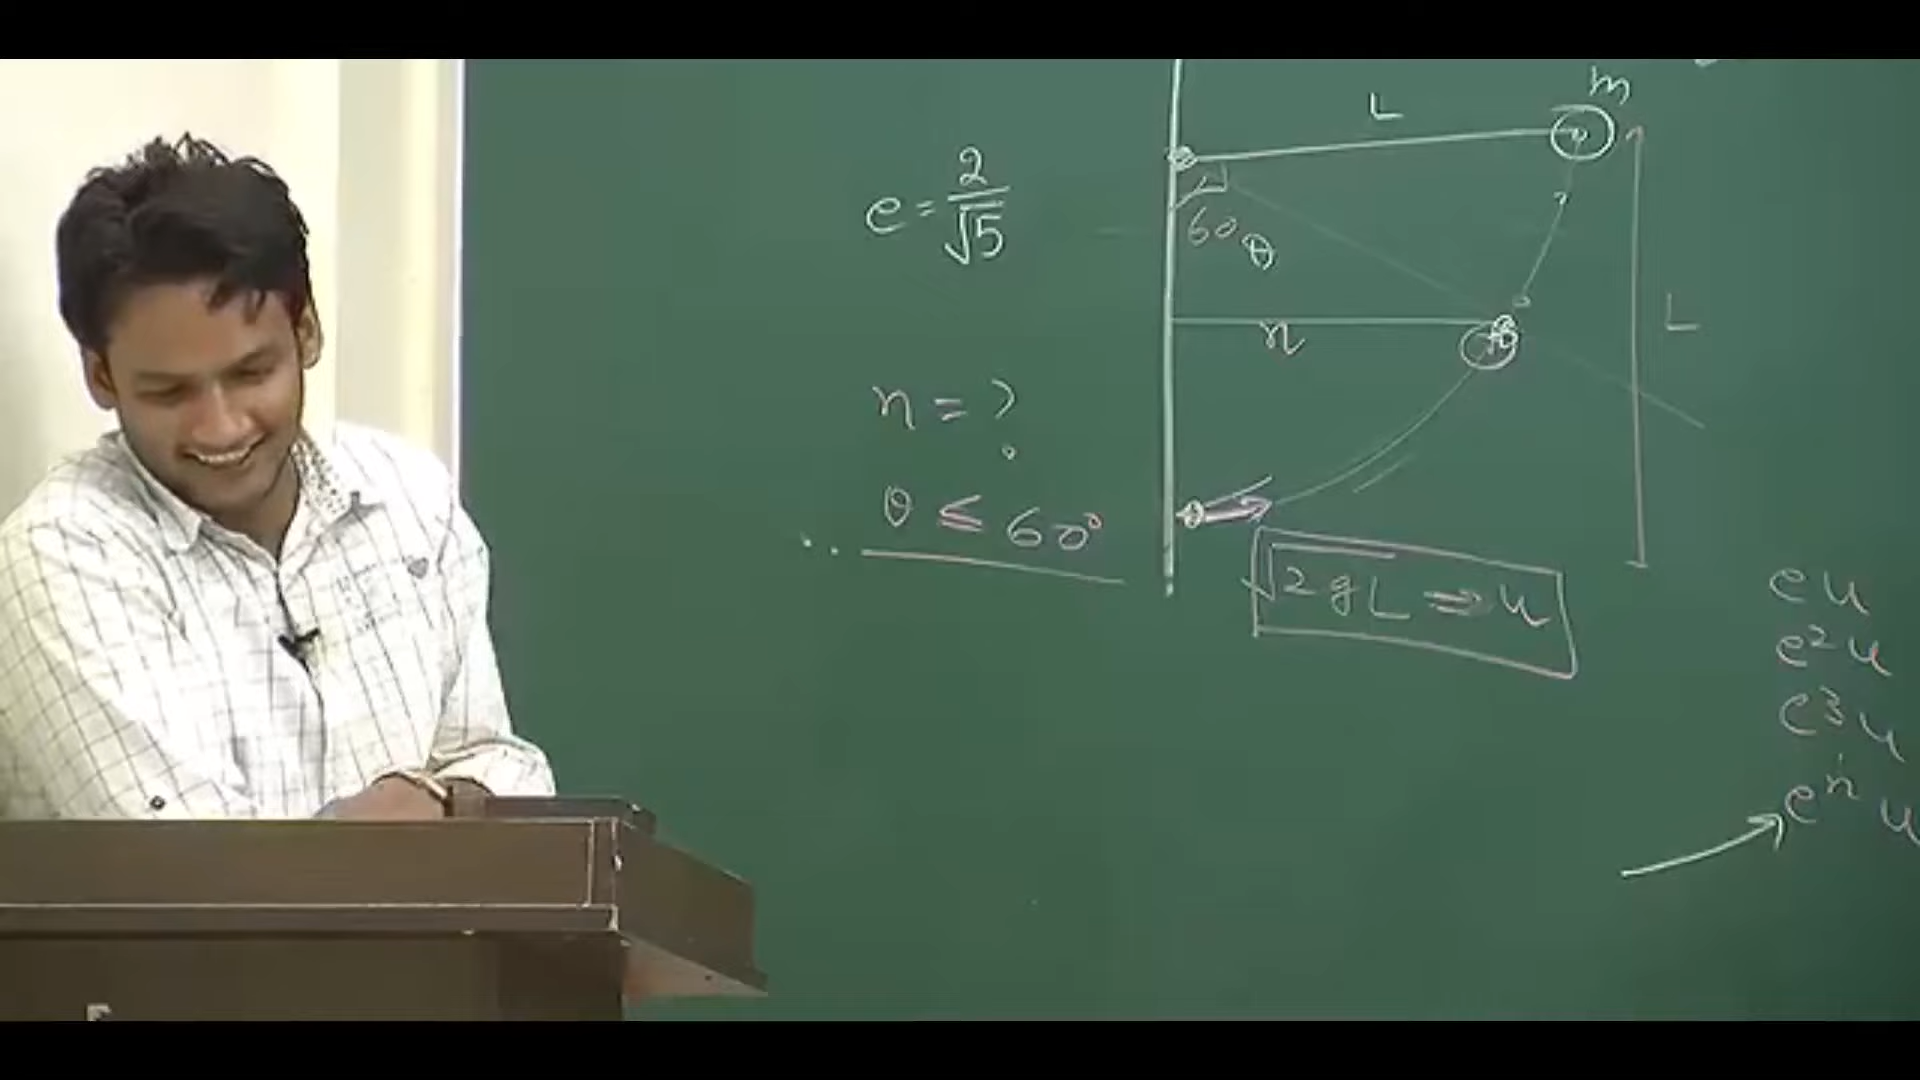 m
L
e = 2/√5
60 θ
L
n
n = ?
θ ≤ 60°
√2gL ⇒ u
eu
e²u
e³u
eⁿu